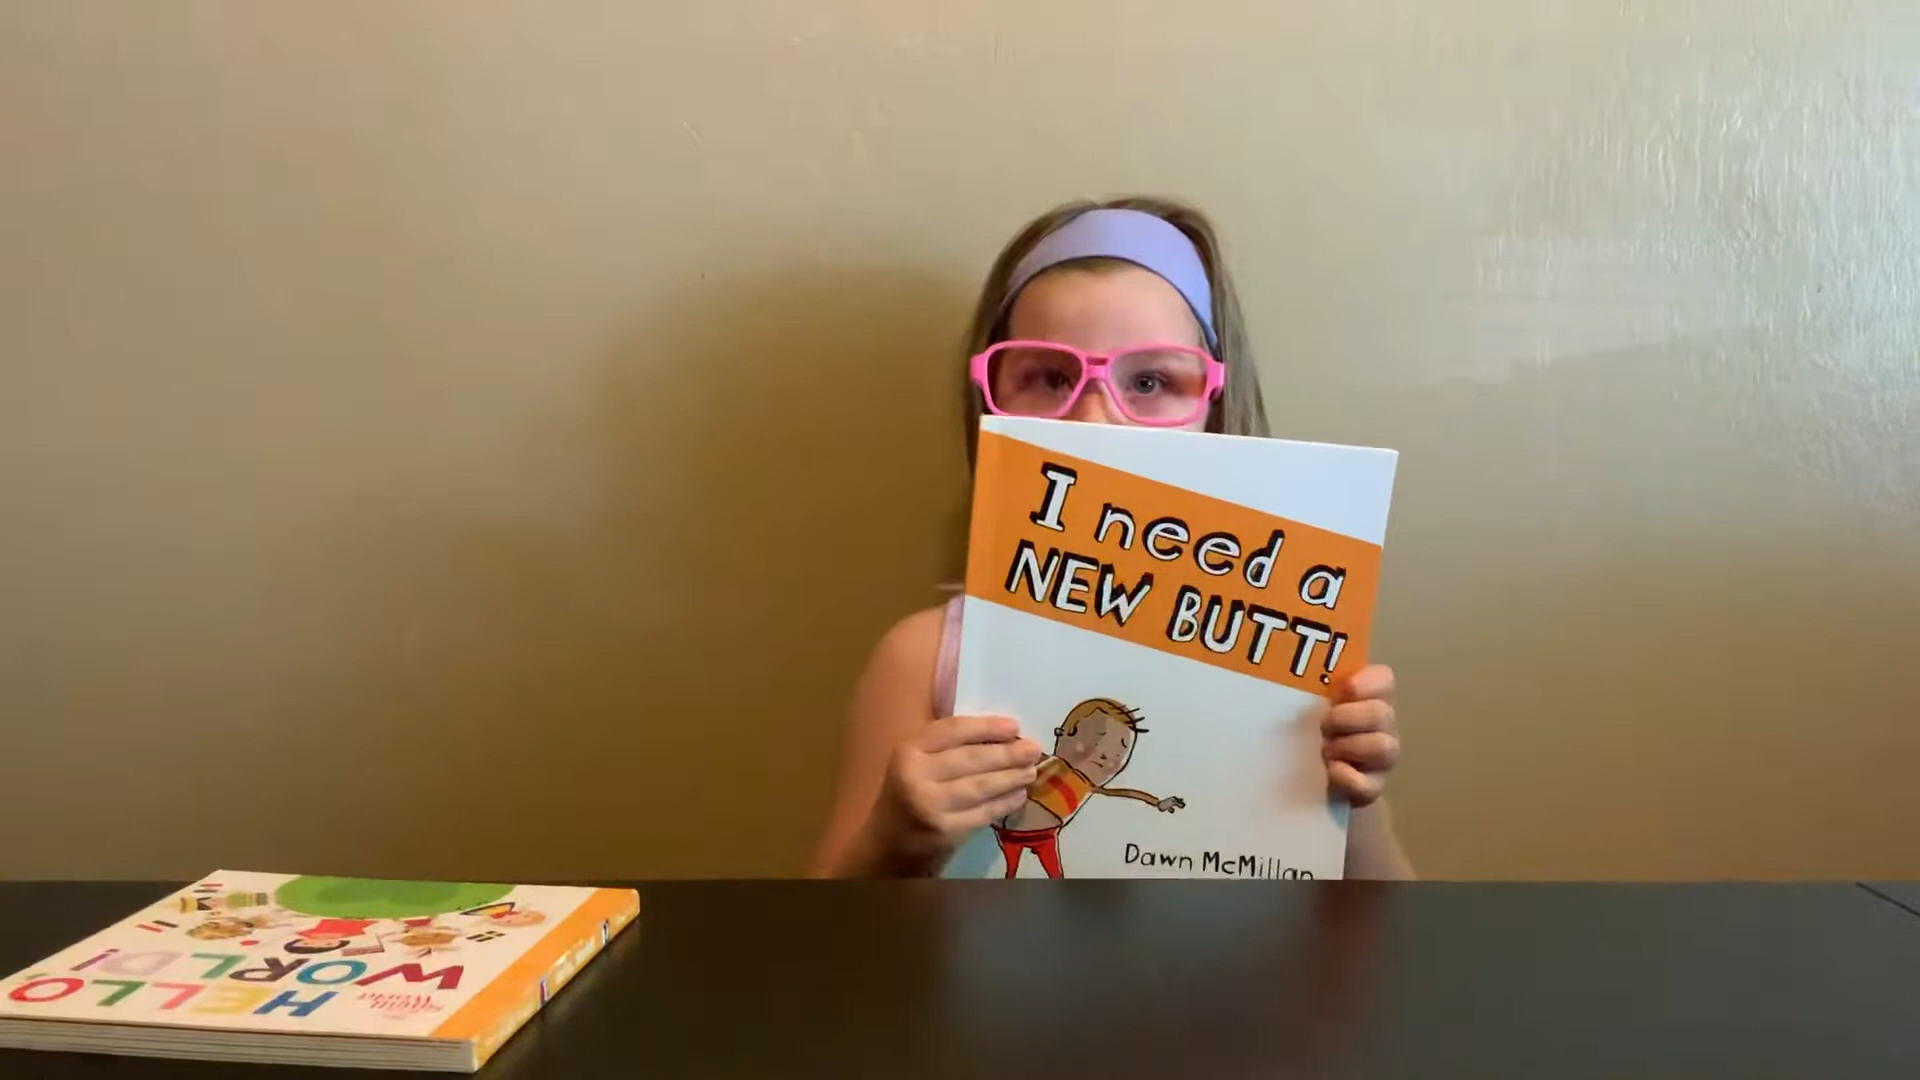 I need a
NEW BUTT!
Dawn McMillan
HELLO
WORLD!